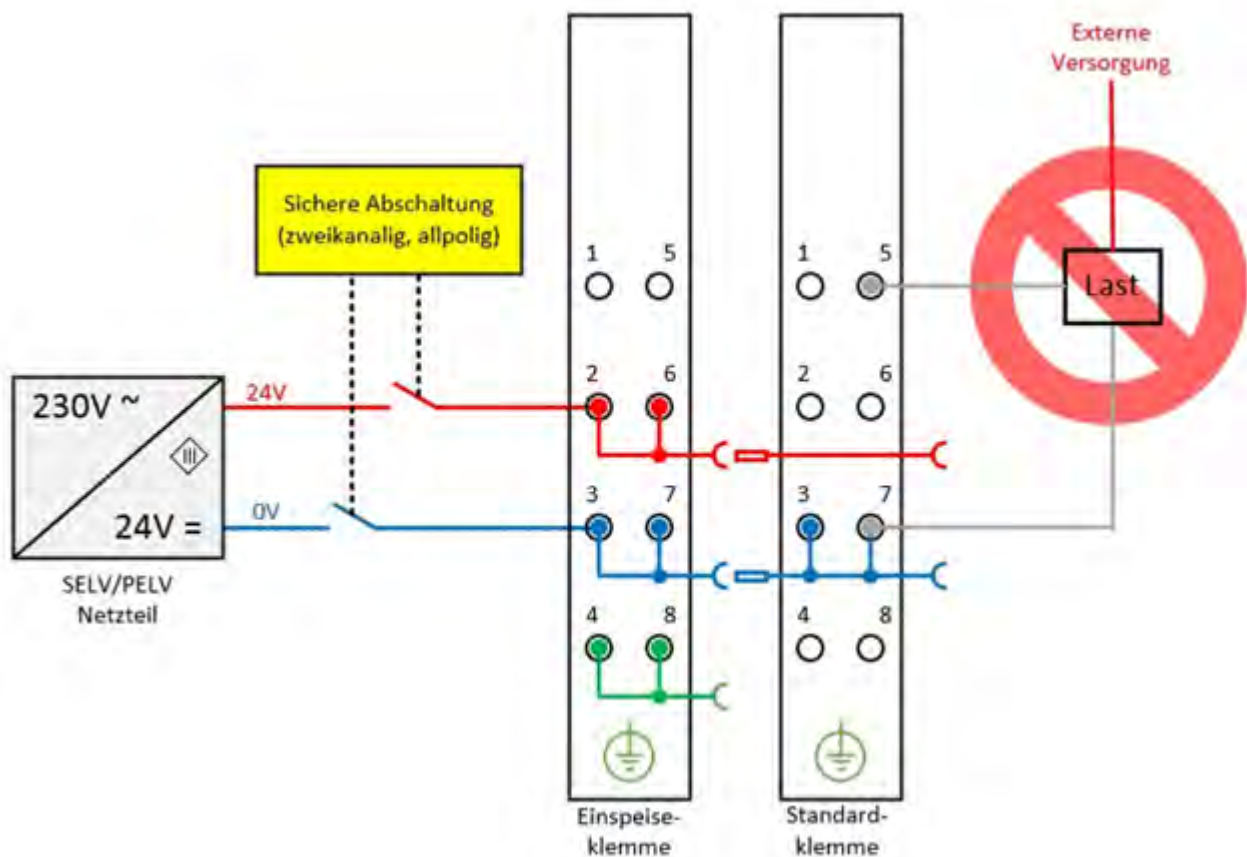 Externe
Versorgung
Sichere Abschaltung
(zweikanalig, allpolig)
1 5
1 5
Last
230V ~
24V
2 6
2 6
24V =
0V
3 7
3 7
SELV/PELV
Netzteil
4 8
4 8
Einspeise-
klemme
Standard-
klemme